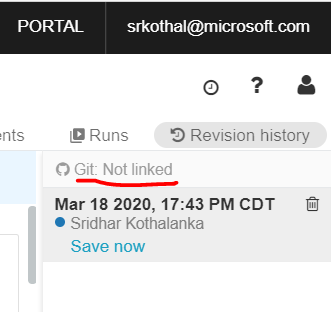 PORTAL srkothal@microsoft.com
?
ents Runs Revision history
Git: Not linked
Mar 18 2020, 17:43 PM CDT
Sridhar Kothalanka
Save now